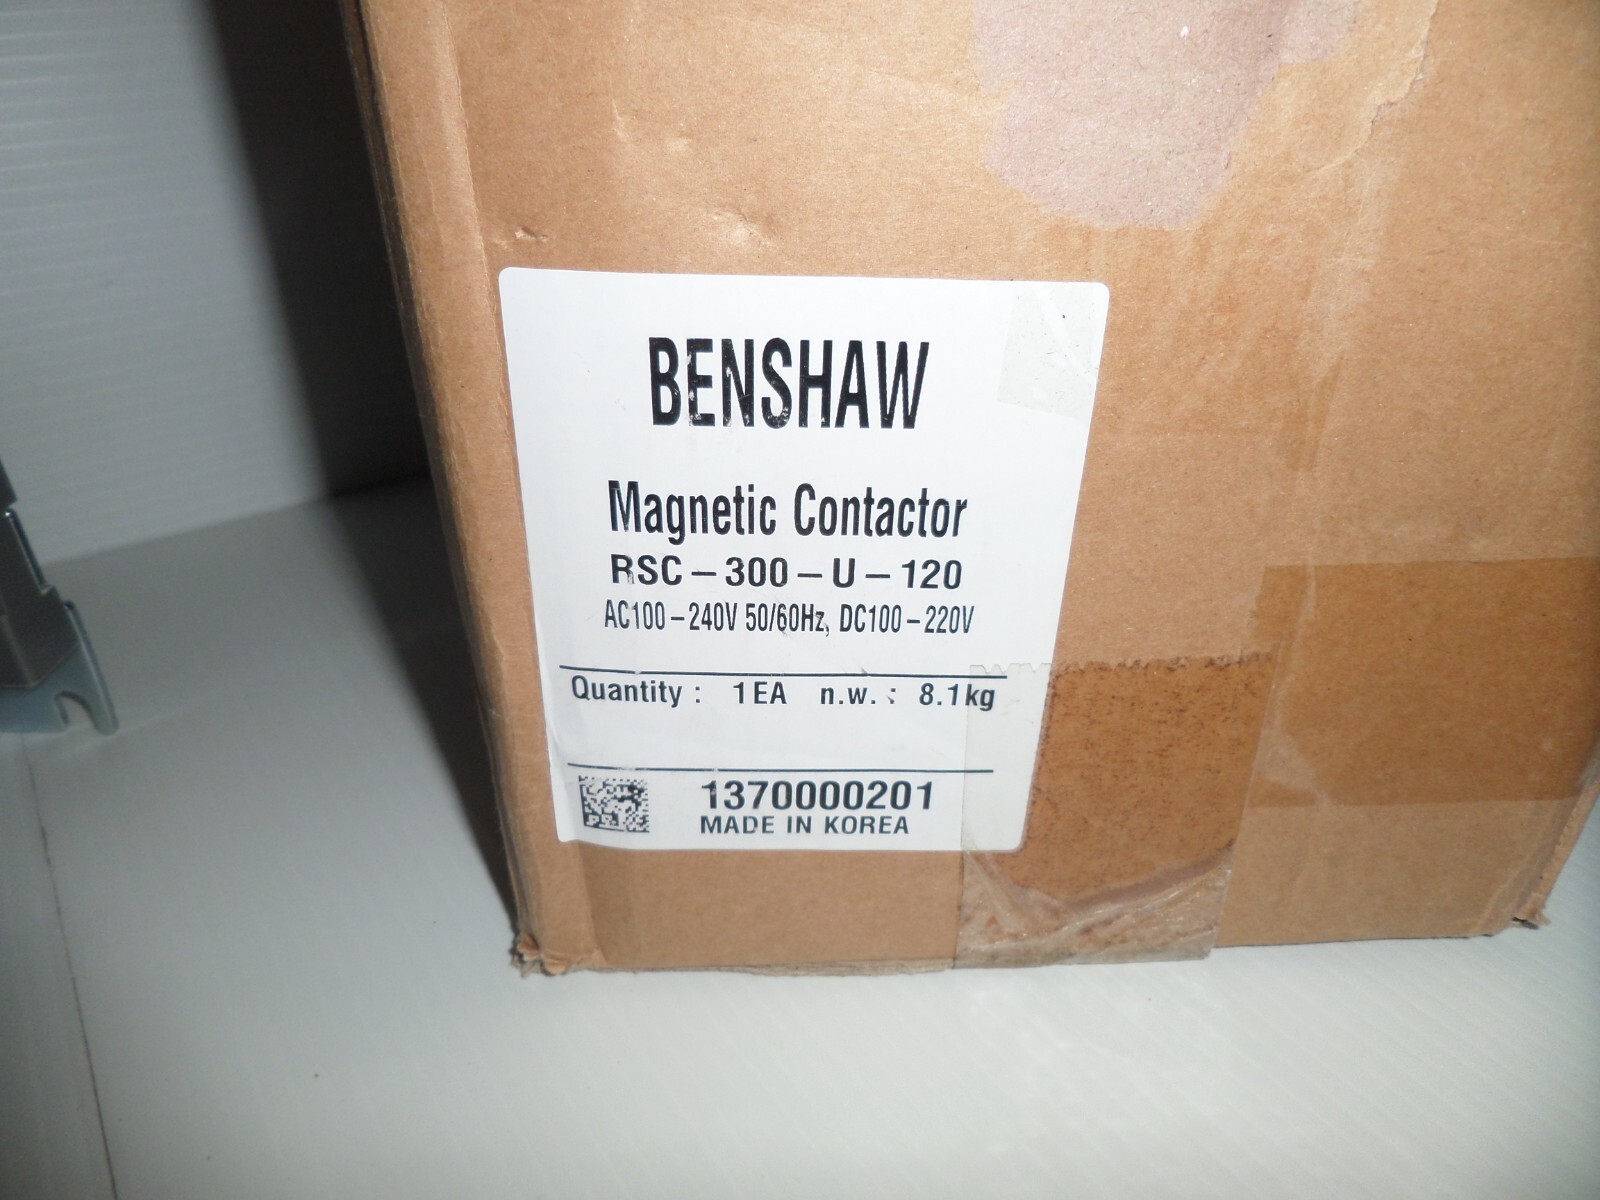 BENSHAW
Magnetic Contactor
RSC-300-U-120
AC100-240V 50/60Hz, DC100-220V
Quantity : 1EA n.w. : 8.1kg
1370000201
MADE IN KOREA